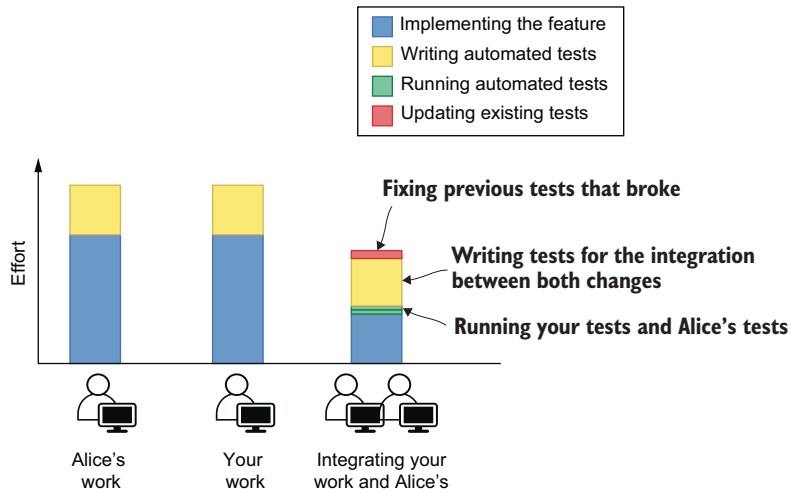 Implementing the feature
Writing automated tests
Running automated tests
Updating existing tests
Effort
Fixing previous tests that broke
Writing tests for the integration
between both changes
Running your tests and Alice's tests
Alice's
work
Your
work
Integrating your
work and Alice's